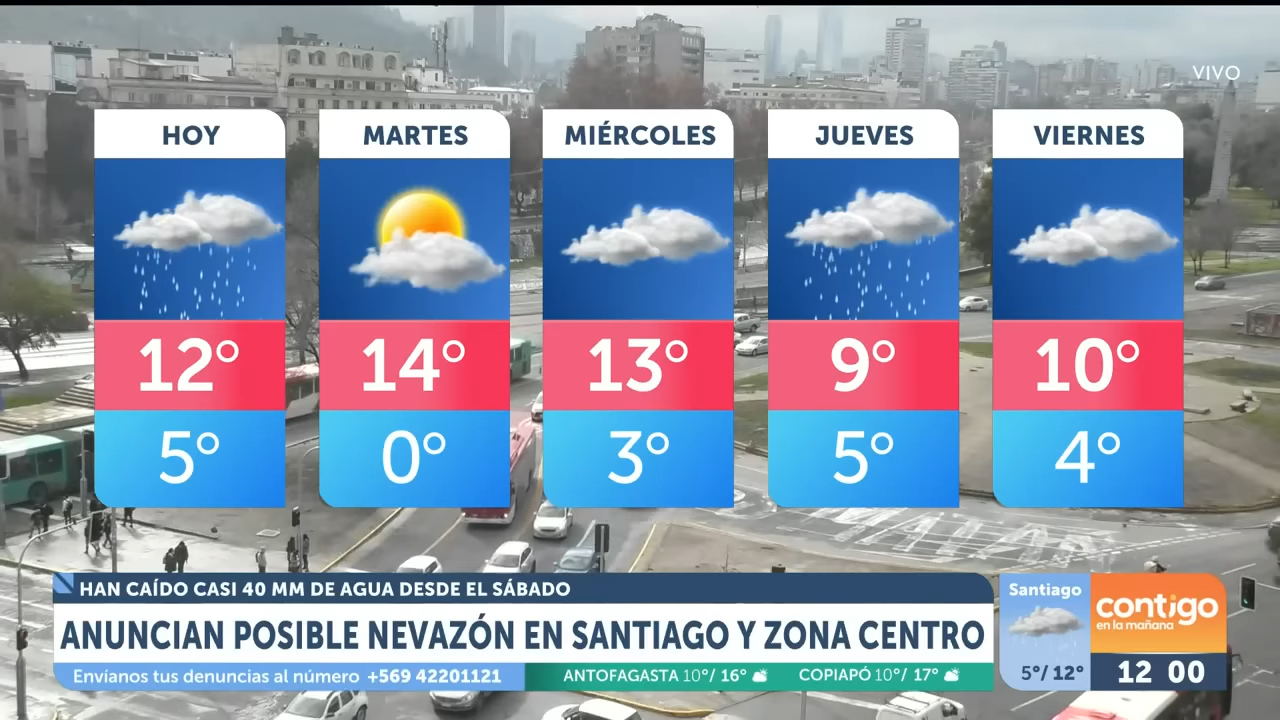 VIVO
HOY
MARTES
MIÉRCOLES
JUEVES
VIERNES
12°
14°
13°
9°
10°
5°
0°
3°
5°
4°
HAN CAÍDO CASI 40 MM DE AGUA DESDE EL SÁBADO
ANUNCIAN POSIBLE NEVAZÓN EN SANTIAGO Y ZONA CENTRO
Envíanos tus denuncias al número +569 42201121
ANTOFAGASTA 10°/ 16°
COPIAPÓ 10°/ 17°
Santiago
5°/ 12°
contigo
en la mañana
12 00